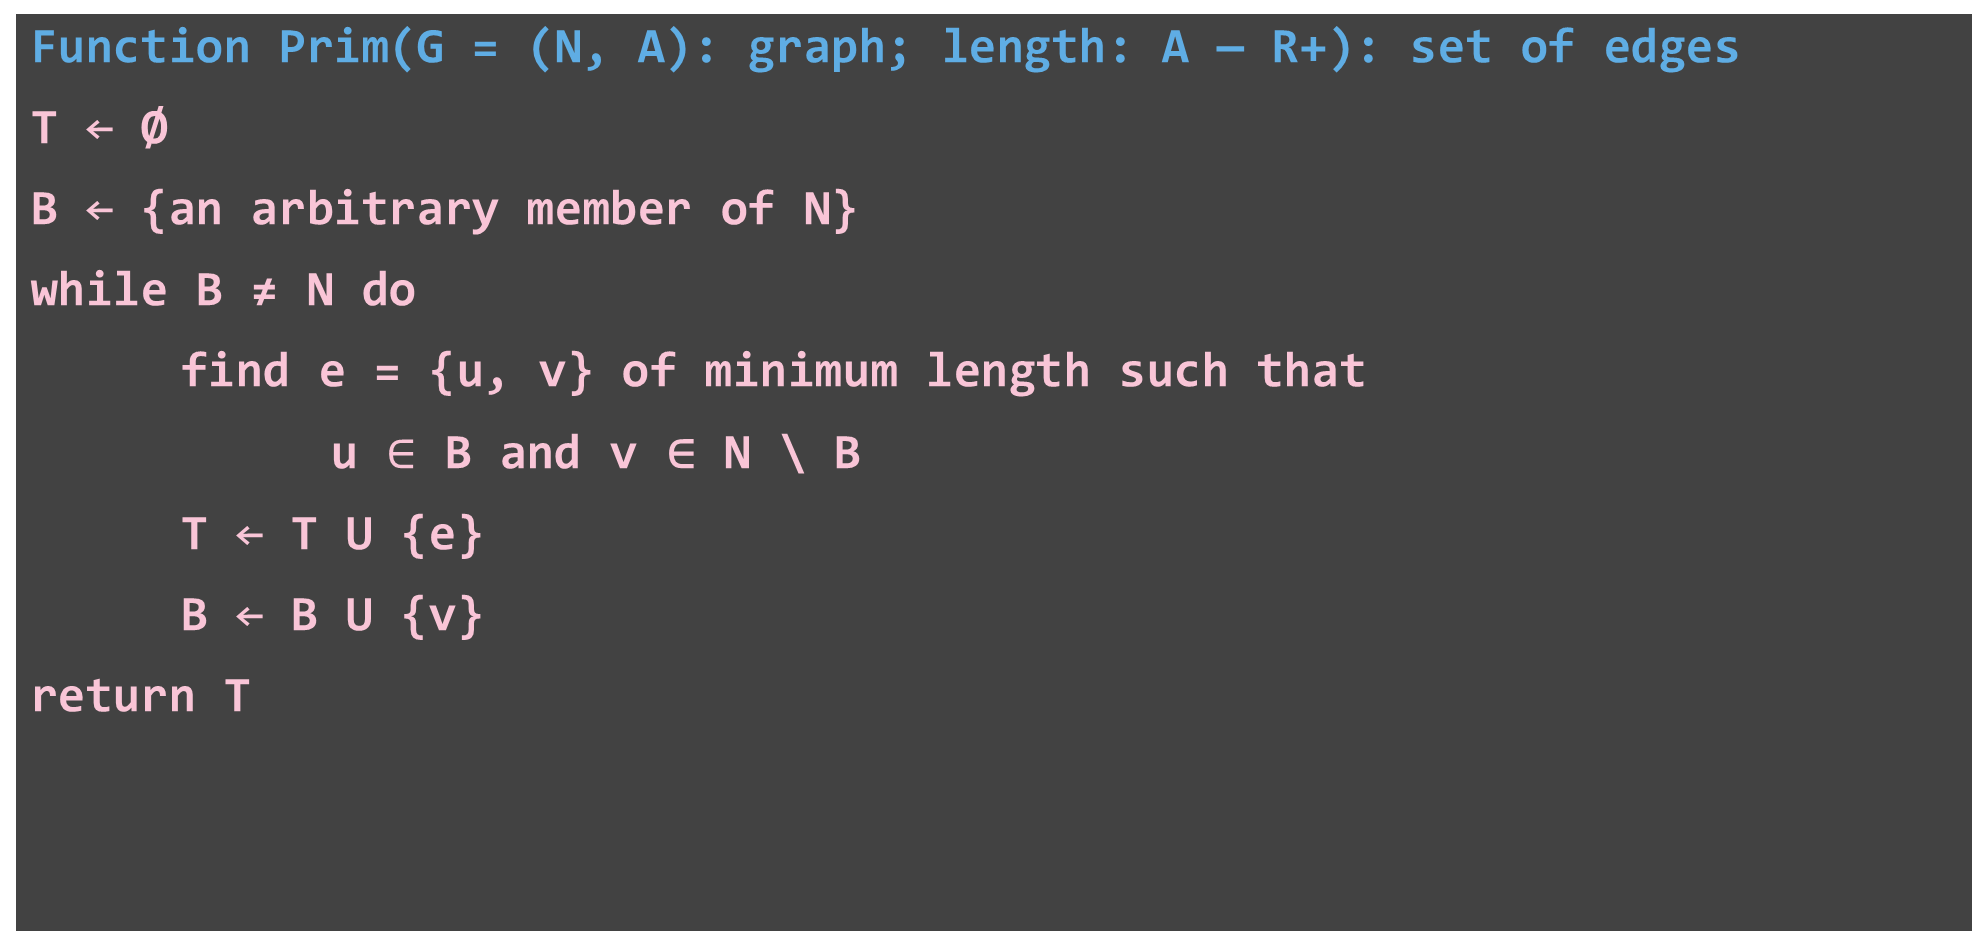 Function Prim(G = (N, A): graph; length: A – R+): set of edges
T ← Ø
B ← {an arbitrary member of N}
while B ≠ N do
find e = {u, v} of minimum length such that
u ∈ B and v ∈ N \ B
T ← T U {e}
B ← B U {v}
return T